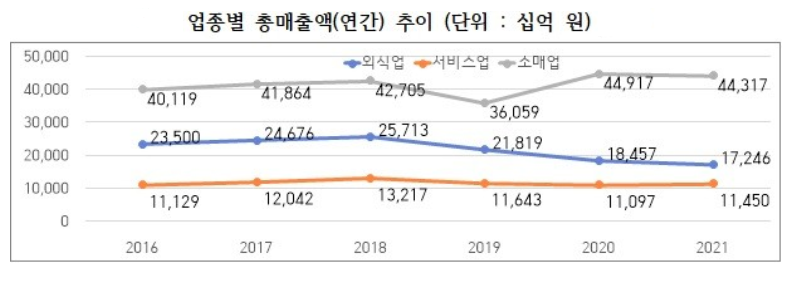 업종별 총매출액(연간) 추이 (단위 : 십억 원)
외식업 서비스업 소매업
50,000
40,000
30,000
20,000
10,000
0
40,119 41,864 42,705 36,059 44,917 44,317
23,500 24,676 25,713 21,819 18,457 17,246
11,129 12,042 13,217 11,643 11,097 11,450
2016 2017 2018 2019 2020 2021